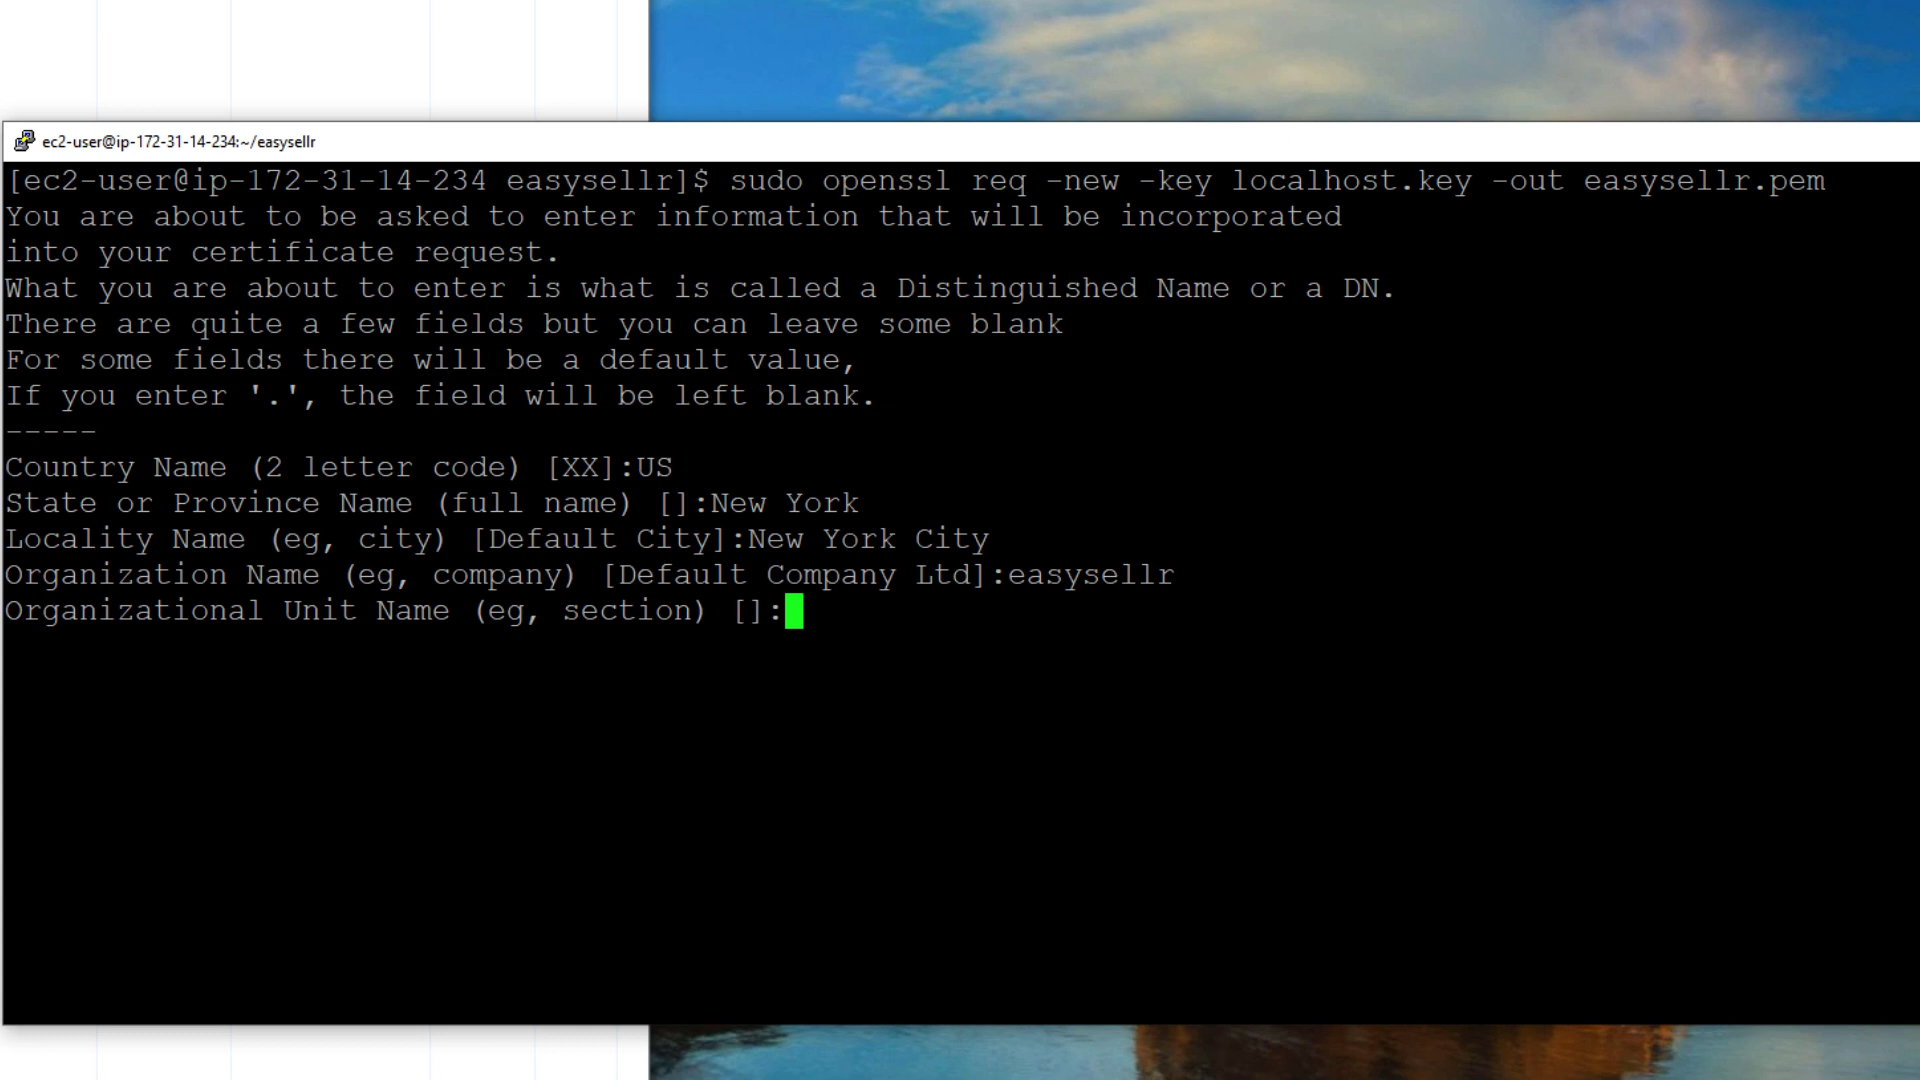 ec2-user@ip-172-31-14-234:~/easysellr
[ec2-user@ip-172-31-14-234 easysellr]$ sudo openssl req -new -key localhost.key -out easysellr.pem
You are about to be asked to enter information that will be incorporated
into your certificate request.
What you are about to enter is what is called a Distinguished Name or a DN.
There are quite a few fields but you can leave some blank
For some fields there will be a default value,
If you enter '.', the field will be left blank.
-----
Country Name (2 letter code) [XX]:US
State or Province Name (full name) []:New York
Locality Name (eg, city) [Default City]:New York City
Organization Name (eg, company) [Default Company Ltd]:easysellr
Organizational Unit Name (eg, section) []: